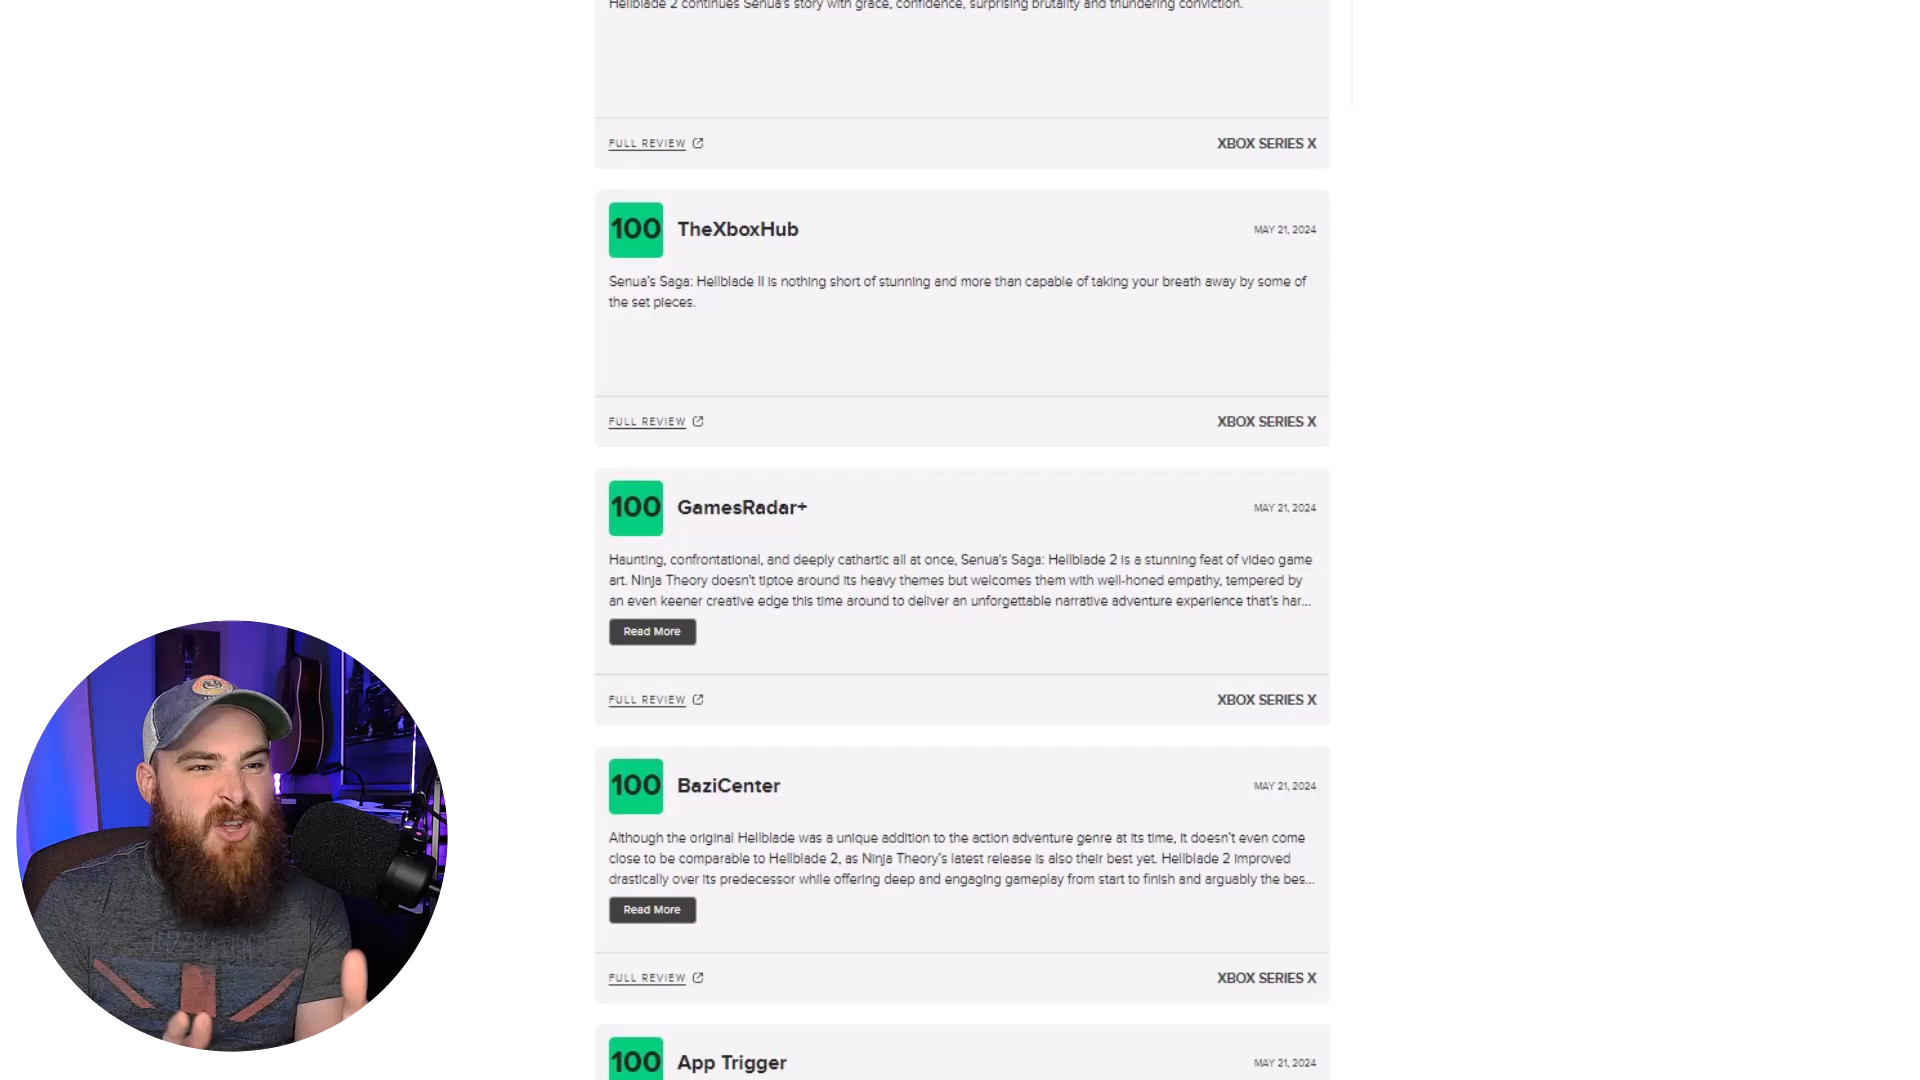 Hellblade 2 continues Senua's story with grace, confidence, surprising brutality and thundering conviction.
FULL REVIEW
XBOX SERIES X
100
TheXboxHub
MAY 21, 2024
Senua's Saga: Hellblade II is nothing short of stunning and more than capable of taking your breath away by some of
the set pieces.
FULL REVIEW
XBOX SERIES X
100
GamesRadar+
MAY 21, 2024
Haunting, confrontational, and deeply cathartic all at once, Senua's Saga: Hellblade 2 is a stunning feat of video game
art. Ninja Theory doesn't tiptoe around its heavy themes but welcomes them with well-honed empathy, tempered by
an even keener creative edge this time around to deliver an unforgettable narrative adventure experience that's har...
Read More
FULL REVIEW
XBOX SERIES X
100
BaziCenter
MAY 21, 2024
Although the original Hellblade was a unique addition to the action adventure genre at its time, it doesn't even come
close to be comparable to Hellblade 2, as Ninja Theory's latest release is also their best yet. Hellblade 2 improved
drastically over its predecessor while offering deep and engaging gameplay from start to finish and arguably the bes...
Read More
FULL REVIEW
XBOX SERIES X
100
App Trigger
MAY 21, 2024